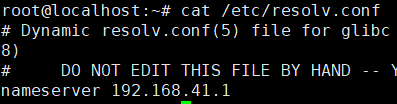 root@localhost:~# cat /etc/resolv.conf
# Dynamic resolv.conf(5) file for glibc
8)
#     DO NOT EDIT THIS FILE BY HAND --
nameserver 192.168.41.1